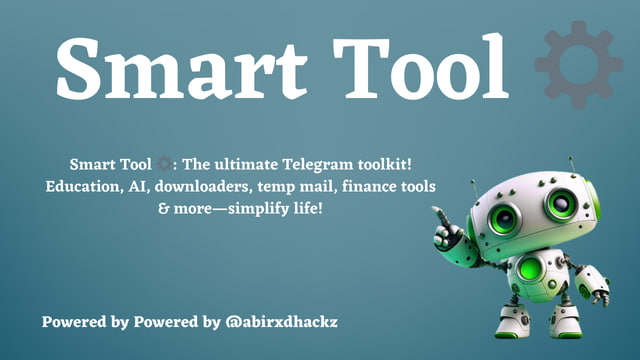 Smart Tool
Smart Tool ⚙️: The ultimate Telegram toolkit!
Education, AI, downloaders, temp mail, finance tools
& more—simplify life!
Powered by Powered by @abirxdhackz